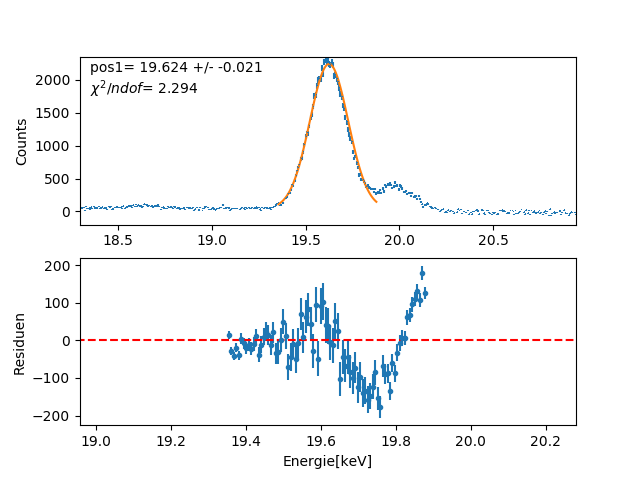 pos1= 19.624 +/- -0.021
χ²/ndof= 2.294
Counts
2000
1500
1000
500
0
18.5 19.0 19.5 20.0 20.5
Residuen
200
100
0
−100
−200
19.0 19.2 19.4 19.6 19.8 20.0 20.2
Energie[keV]